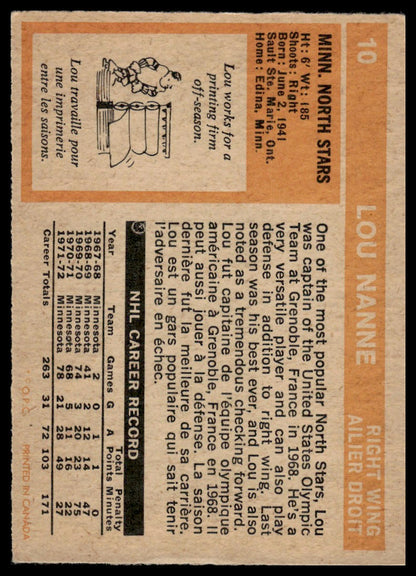 10
LOU NANNE
RIGHT WING
AILIER DROIT
MINN. NORTH STARS
Ht: 6' Wt: 185
Shoots: Right
Born: June 2, 1941
Sault Ste. Marie, Ont.
Home: Edina, Minn.
Lou works for a
printing firm
off-season.
Lou travaille pour
une imprimerie
entre les saisons.
One of the most popular North Stars, Lou
was captain of the United States Olympic
Team a Grenoble, France in 1968. He's a
very versatile player and can also play
defense in addition to right wing. Last
season was his best ever, and Lou is also
noted as a tremendous checking forward.
Lou fut capitaine de l'équipe olympique
américaine à Grenoble, France en 1968. Il
peut aussi jouer à la défense. La saison
dernière fut la meilleure de sa carrière.
Lou est un gars populaire qui sait tenir
l'adversaire en échec.
NHL CAREER RECORD
Total Penalty
Year Team Games G A Points Minutes
1967-68 Minnesota 2 0 1 1 0
1968-69 Minnesota 41 2 12 14 47
1969-70 Minnesota 74 3 20 23 75
1970-71 Minnesota 68 5 11 16 22
1971-72 Minnesota 78 21 28 49 27
Career Totals 263 31 72 103 171
O.P.C. PRINTED IN CANADA